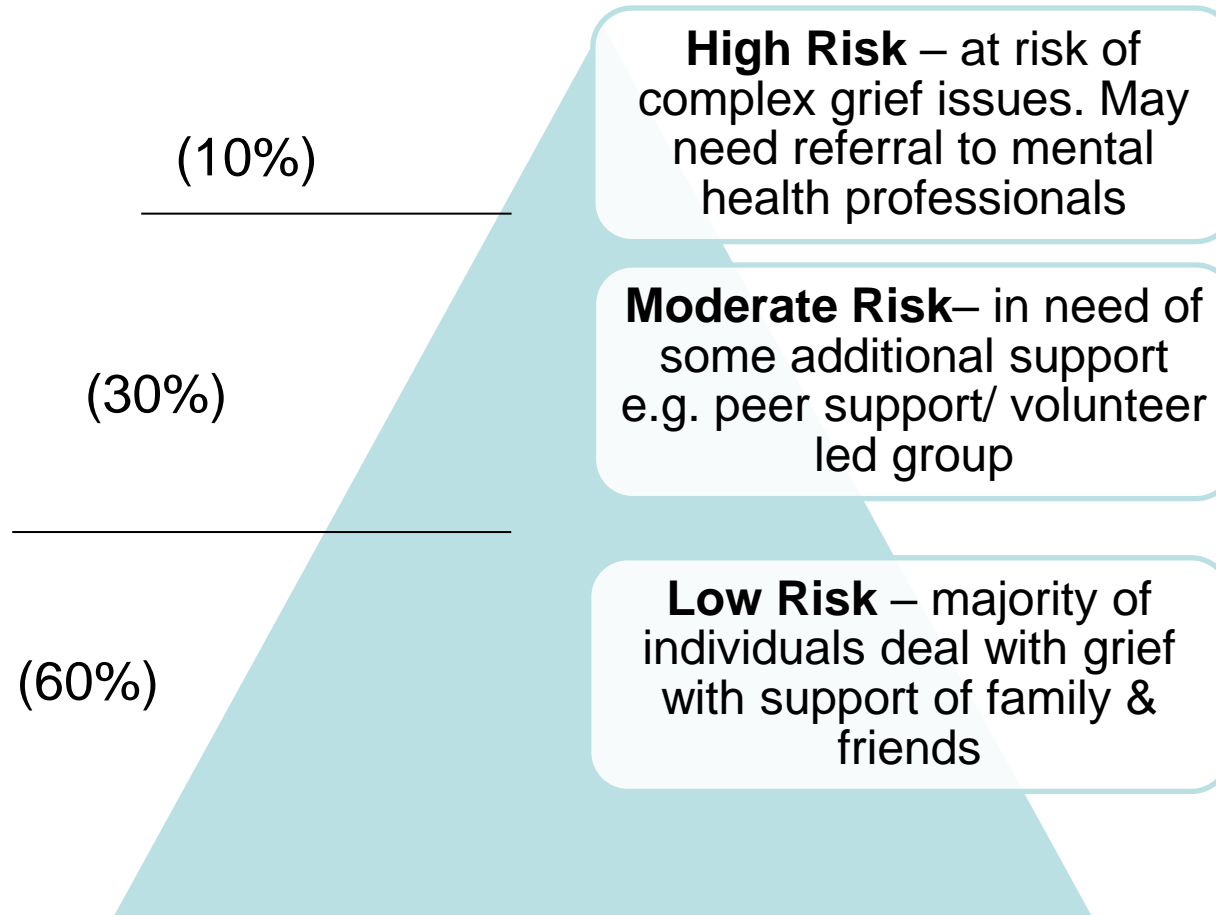 (10%)
High Risk – at risk of
complex grief issues. May
need referral to mental
health professionals
(30%)
Moderate Risk– in need of
some additional support
e.g. peer support/ volunteer
led group
(60%)
Low Risk – majority of
individuals deal with grief
with support of family &
friends